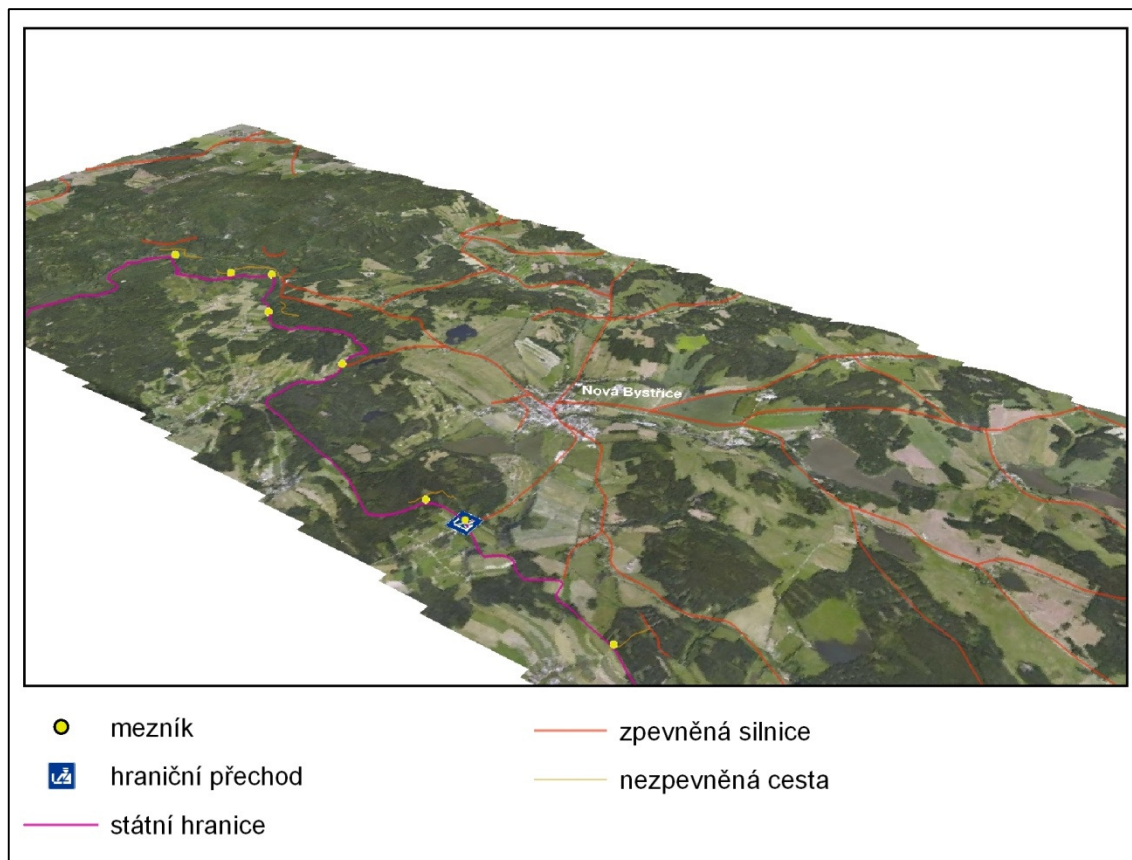 Nová Bystřice
mezník
hraniční přechod
státní hranice
zpevněná silnice
nezpevněná cesta